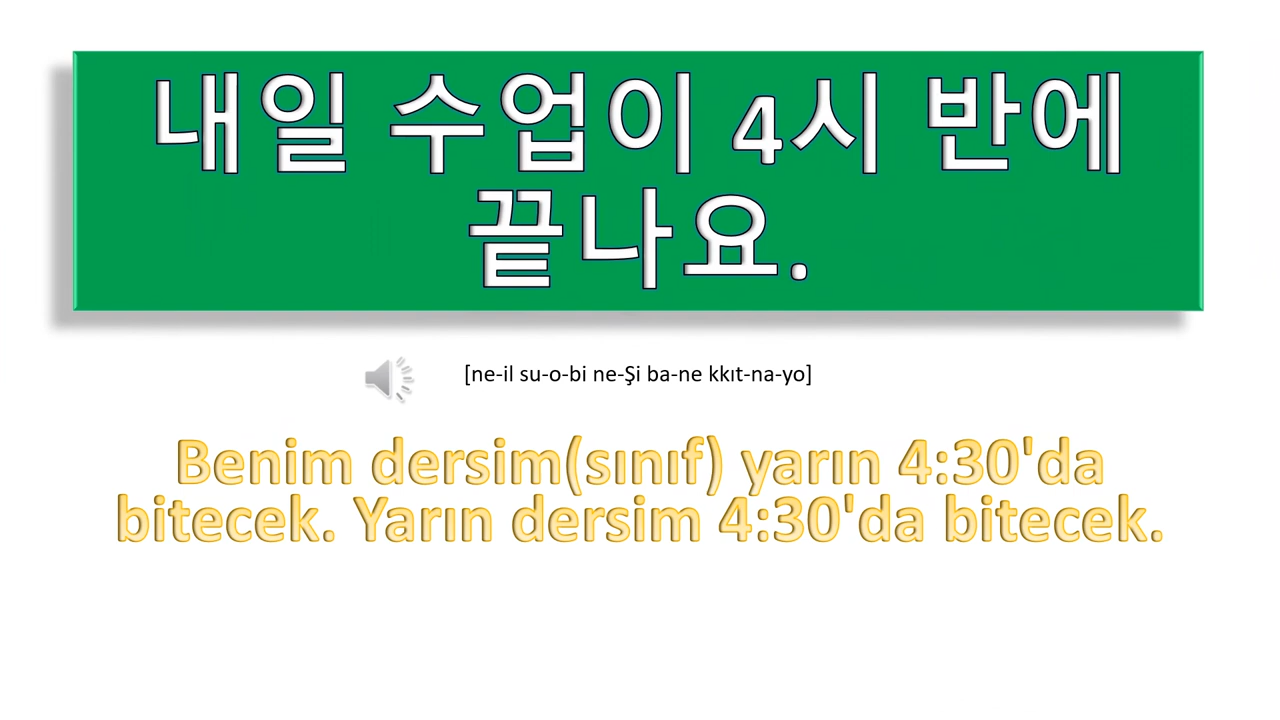 내일 수업이 4시 반에
끝나요.
[ne-il su-o-bi ne-Şi ba-ne kkıt-na-yo]
Benim dersim(sınıf) yarın 4:30'da
bitecek. Yarın dersim 4:30'da bitecek.